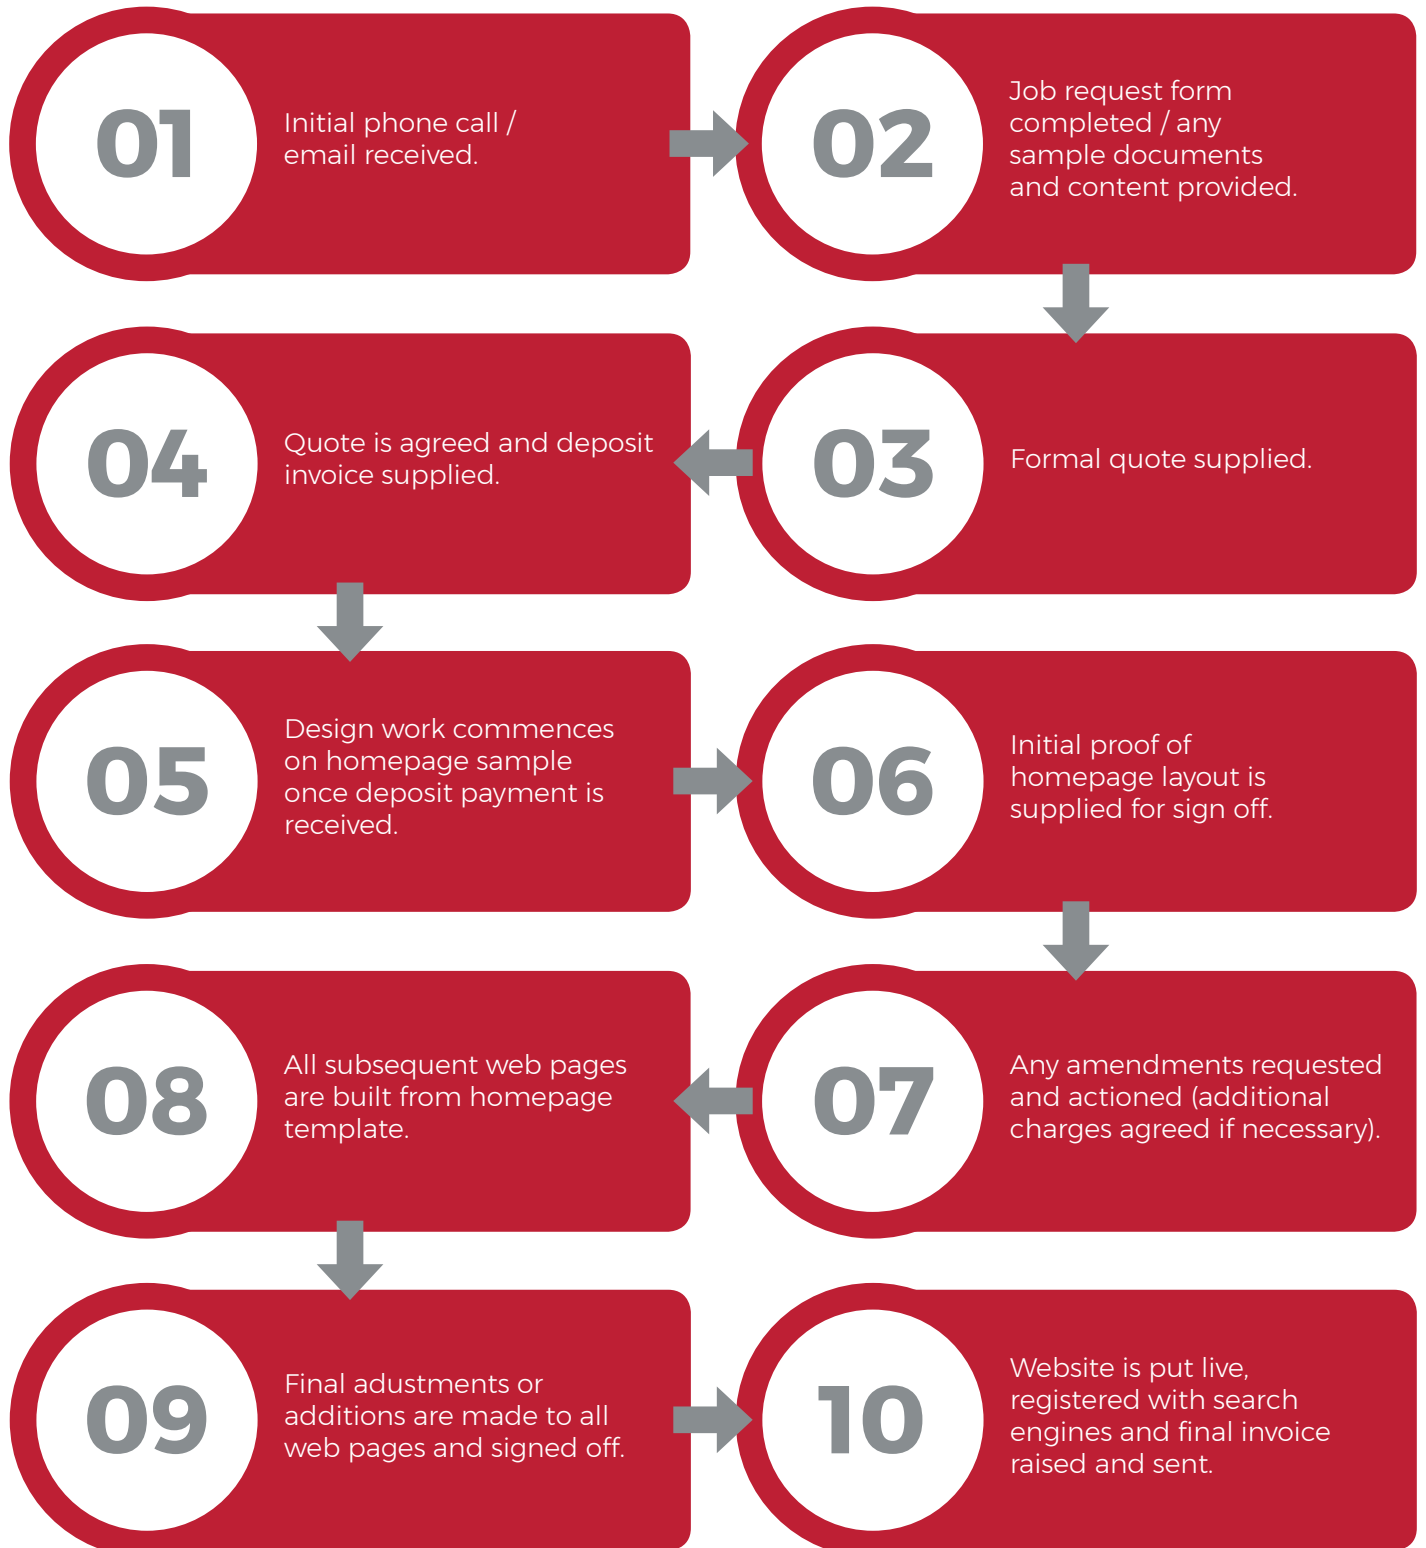 01
Initial phone call /
email received.
02
Job request form
completed / any
sample documents
and content provided.
03
Formal quote supplied.
04
Quote is agreed and deposit
invoice supplied.
05
Design work commences
on homepage sample
once deposit payment is
received.
06
Initial proof of
homepage layout is
supplied for sign off.
07
Any amendments requested
and actioned (additional
charges agreed if necessary).
08
All subsequent web pages
are built from homepage
template.
09
Final adustments or
additions are made to all
web pages and signed off.
10
Website is put live,
registered with search
engines and final invoice
raised and sent.